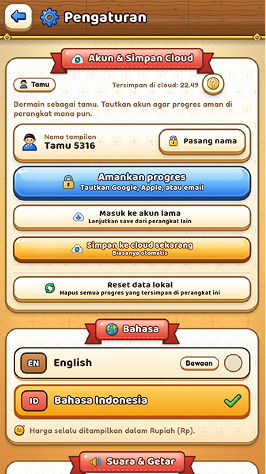 Pengaturan
Akun & Simpan Cloud
Tamu
Tersimpan di cloud: 22.49
?
Bermain sebagai tamu. Tautkan akun agar progres aman di
perangkat mana pun.
Nama tampilan
Tamu 5316
Pasang nama
Amankan progres
Tautkan Google, Apple, atau email
Masuk ke akun lama
Lanjutkan save dari perangkat lain
Simpan ke cloud sekarang
Biasanya otomatis
Reset data lokal
Hapus semua progres yang tersimpan di perangkat ini
Bahasa
EN
English
Bawaan
ID
Bahasa Indonesia
Harga selalu ditampilkan dalam Rupiah (Rp).
Suara & Getar